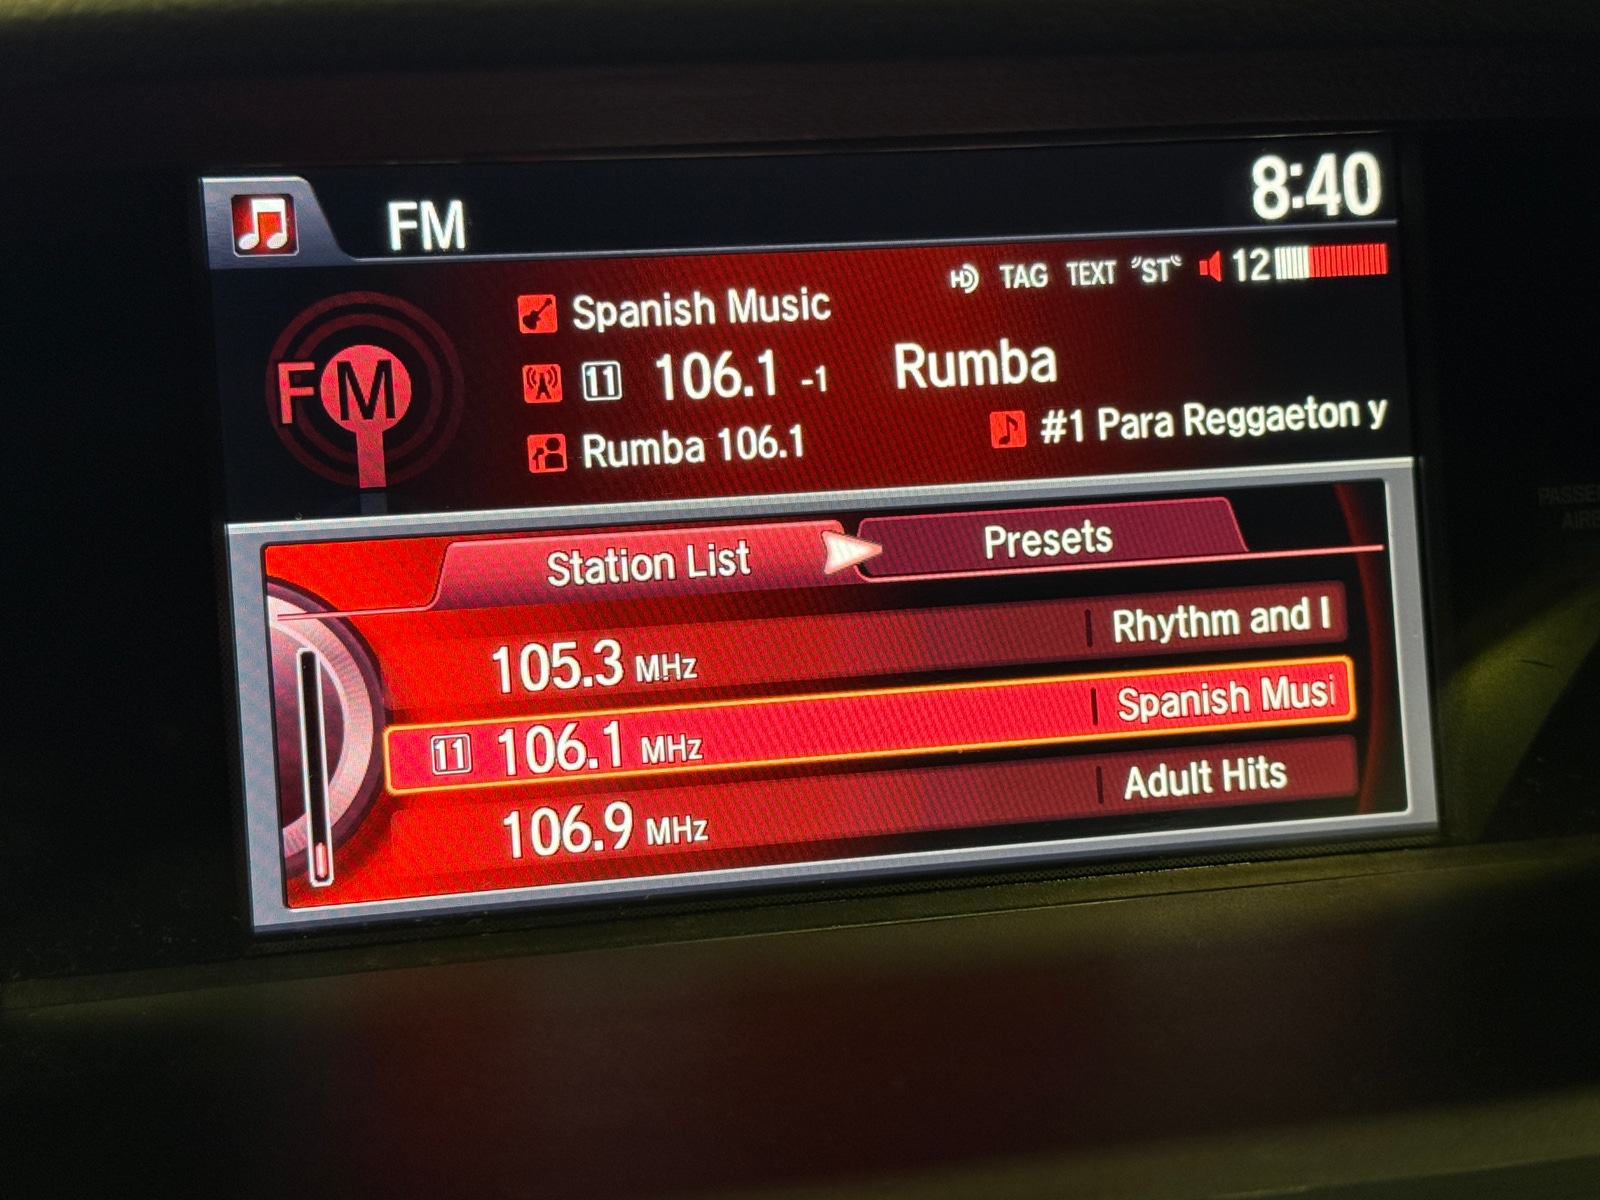 FM
8:40
HD TAG TEXT "ST" 12
Spanish Music
FM
11 106.1 -1 Rumba
Rumba 106.1
#1 Para Reggaeton y
Station List
Presets
105.3 MHz Rhythm and
11 106.1 MHz Spanish Musi
106.9 MHz Adult Hits